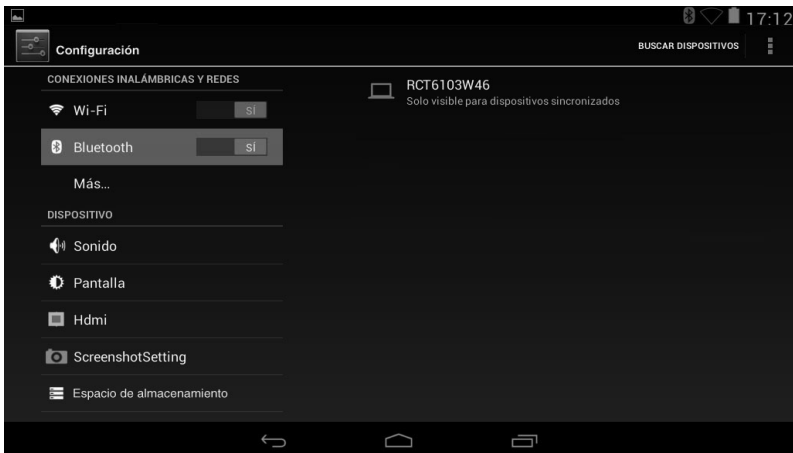 17:12
Configuración
BUSCAR DISPOSITIVOS
CONEXIONES INALÁMBRICAS Y REDES
Wi-Fi
SÍ
Bluetooth
SÍ
Más...
DISPOSITIVO
Sonido
Pantalla
Hdmi
ScreenshotSetting
Espacio de almacenamiento
RCT6103W46
Solo visible para dispositivos sincronizados